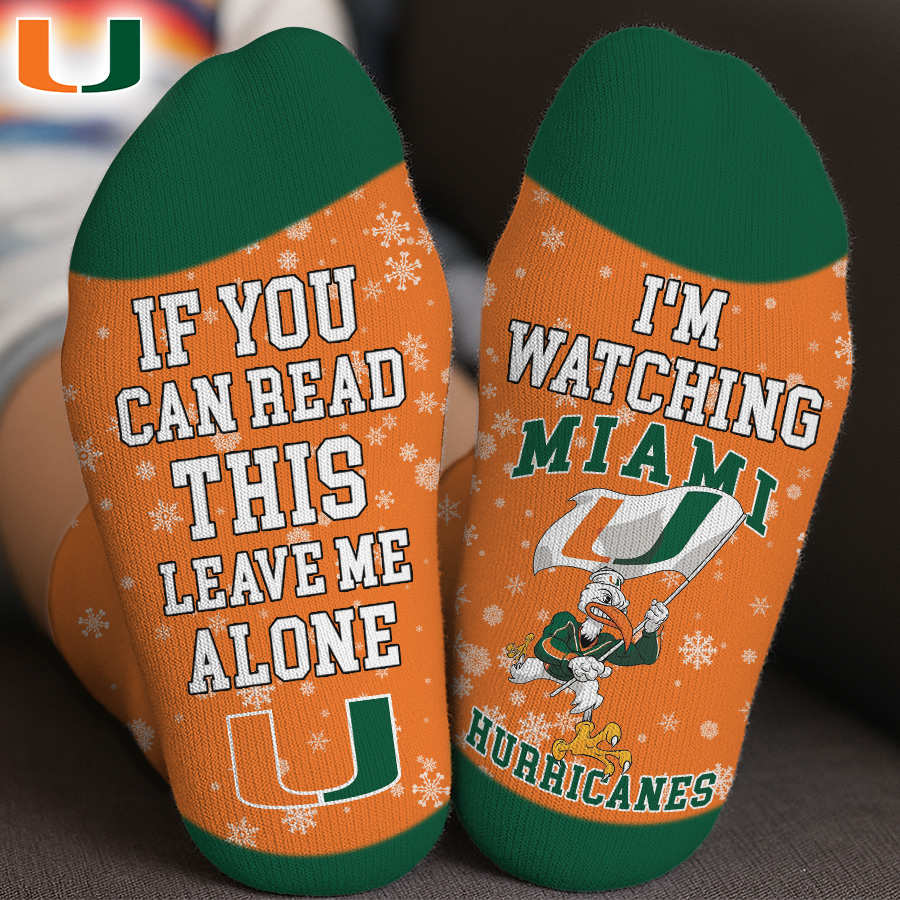 U
IF YOU
CAN READ
THIS
LEAVE ME
ALONE
U
I'M
WATCHING
MIAMI
U
U
HURRICANES